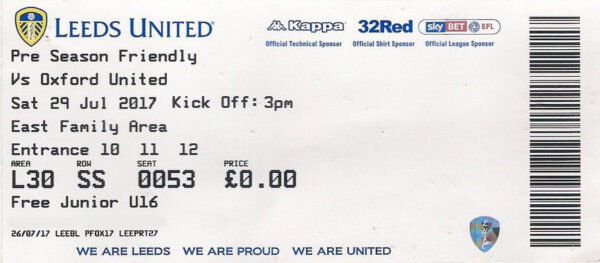 LEEDS UNITED
Kappa
Official Technical Sponsor
32Red
Official Shirt Sponsor
sky BET EFL
Official League Sponsor
Pre Season Friendly
Vs Oxford United
Sat 29 Jul 2017 Kick Off: 3pm
East Family Area
Entrance 10 11 12
AREA ROW SEAT PRICE
L30 SS 0053 £0.00
Free Junior U16
26/07/17 LEEBL PFOX17 LEEPRT27
WE ARE LEEDS WE ARE PROUD WE ARE UNITED